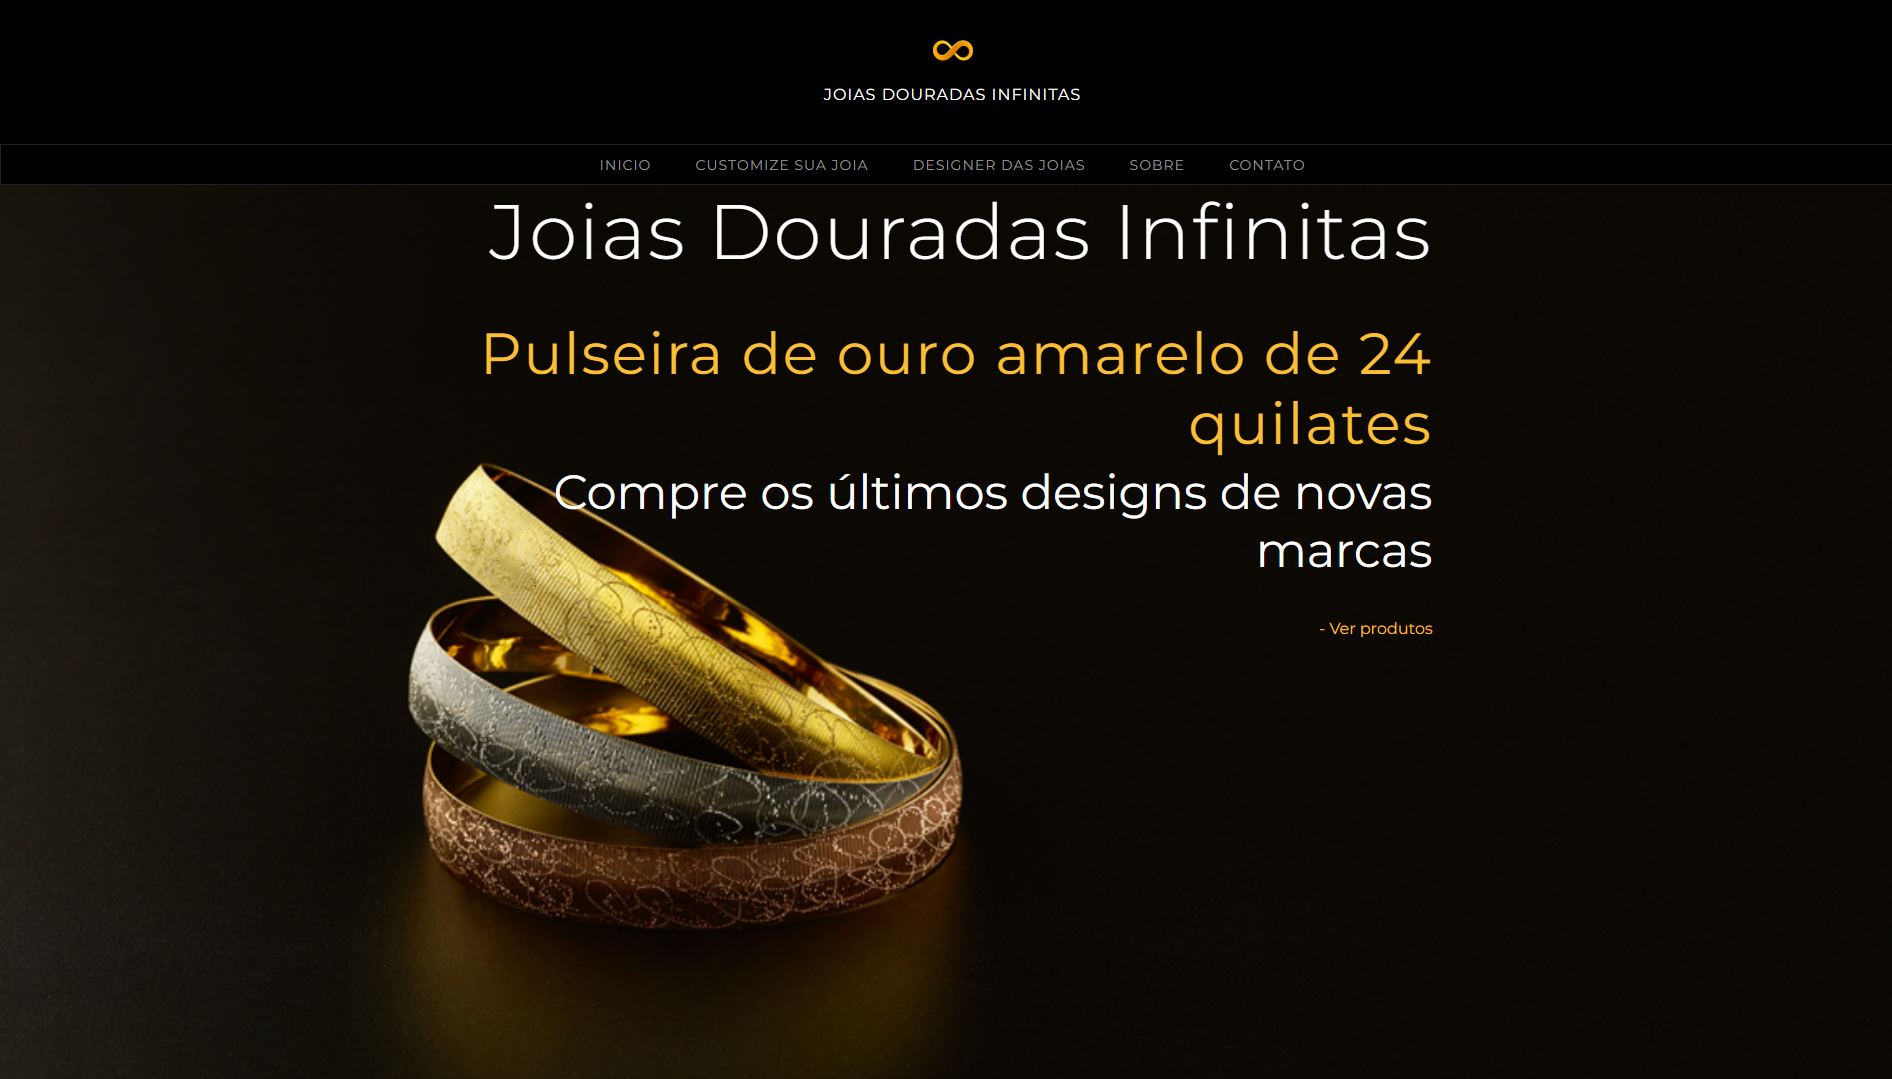 JOIAS DOURADAS INFINITAS
INICIO CUSTOMIZE SUA JOIA DESIGNER DAS JOIAS SOBRE CONTATO
Joias Douradas Infinitas
Pulseira de ouro amarelo de 24
quilates
Compre os últimos designs de novas
marcas
- Ver produtos